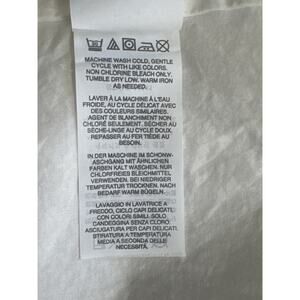 MACHINE WASH COLD, GENTLE
CYCLE WITH LIKE COLORS.
NON CHLORINE BLEACH ONLY.
TUMBLE DRY LOW. WARM IRON
AS NEEDED.
LAVER À LA MACHINE À L'EAU
FROIDE, AU CYCLE DÉLICAT AVEC
DES COULEURS SIMILAIRES.
AGENT DE BLANCHIMENT NON
CHLORÉ SEULEMENT. SÉCHER AU
SÈCHE-LINGE AU CYCLE DOUX.
REPASSER AU FER TIÈDE AU
BESOIN.
IN DER MASCHINE IM SCHONW-
ASCHGANG MIT ÄHNLICHEN
FARBEN KALT WASCHEN. NUR
CHLORFREIES BLEICHMITTEL
VERWENDEN. BEI NIEDRIGER
TEMPERATUR TROCKNEN. NACH
BEDARF WARM BÜGELN.
LAVAGGIO IN LAVATRICE A
FREDDO, CICLO CAPI DELICATI,
CON COLORI SIMILI. SOLO
CANDEGGINA SENZA CLORO.
ASCIUGATURA PER CAPI DELICATI.
STIRATURA A TEMPERATURA
MEDIA A SECONDA DELLE
NECESSITÀ.